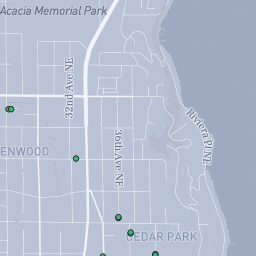 Acacia Memorial Park
32nd Ave NE
36th Ave NE
Riviera Pl NE
ENWOOD
CEDAR PARK